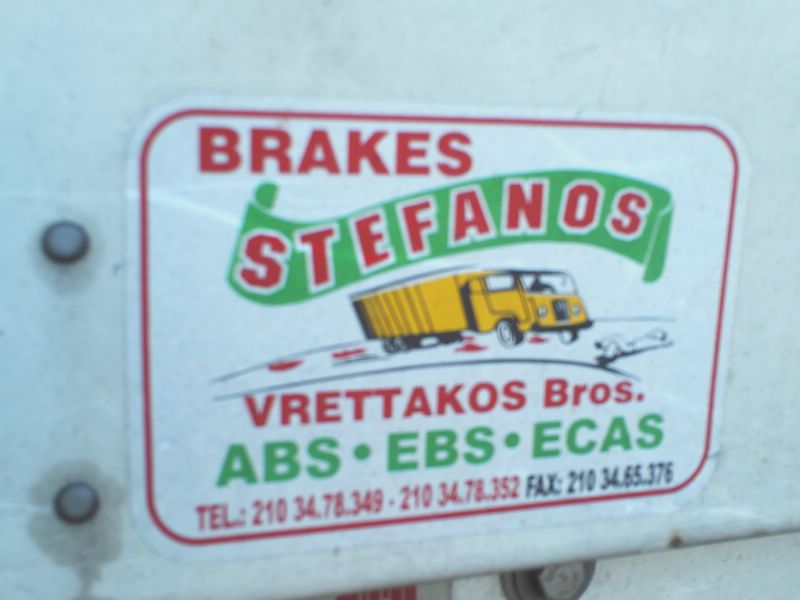 BRAKES
STEFANOS
VRETTAKOS Bros.
ABS • EBS • ECAS
TEL.: 210 34.78.349 - 210 34.78.352 FAX: 210 34.65.376